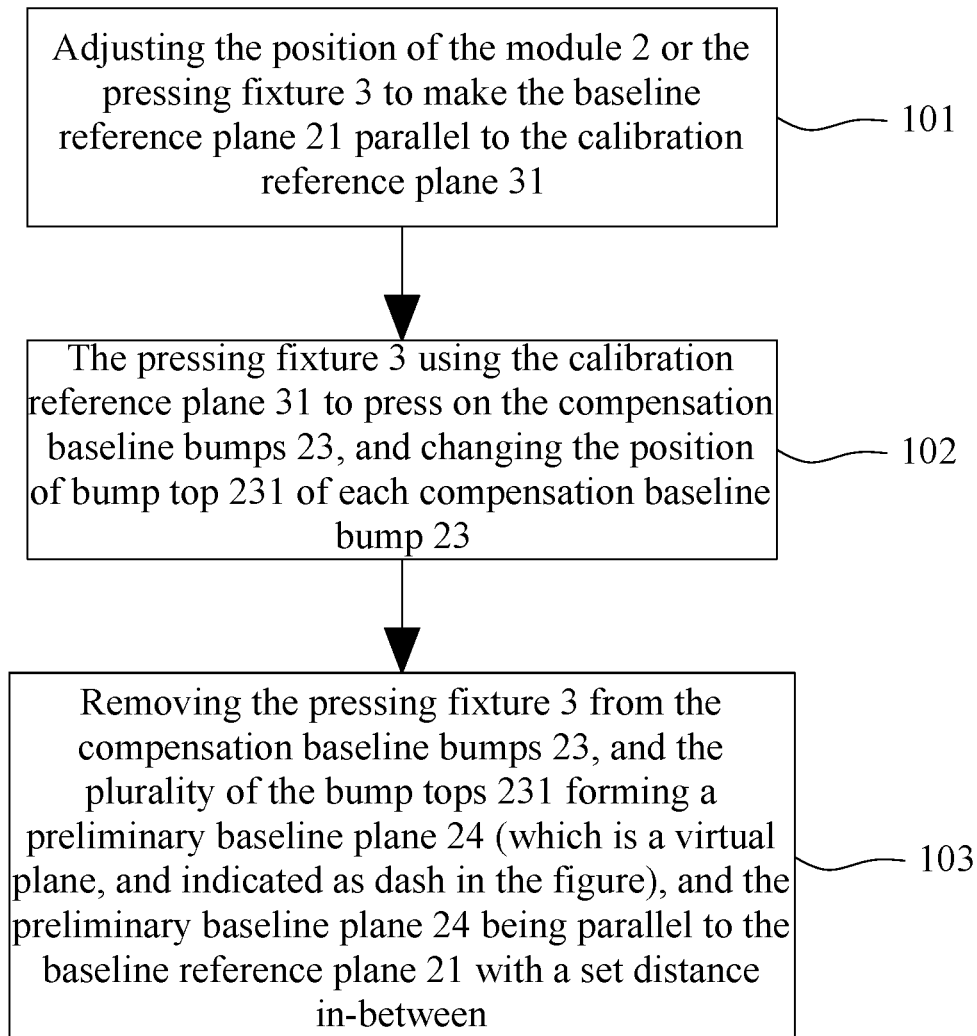 Adjusting the position of the module 2 or the
pressing fixture 3 to make the baseline
reference plane 21 parallel to the calibration
reference plane 31
101
The pressing fixture 3 using the calibration
reference plane 31 to press on the compensation
baseline bumps 23, and changing the position
of bump top 231 of each compensation baseline
bump 23
102
Removing the pressing fixture 3 from the
compensation baseline bumps 23, and the
plurality of the bump tops 231 forming a
preliminary baseline plane 24 (which is a virtual
plane, and indicated as dash in the figure), and the
preliminary baseline plane 24 being parallel to the
baseline reference plane 21 with a set distance
in-between
103